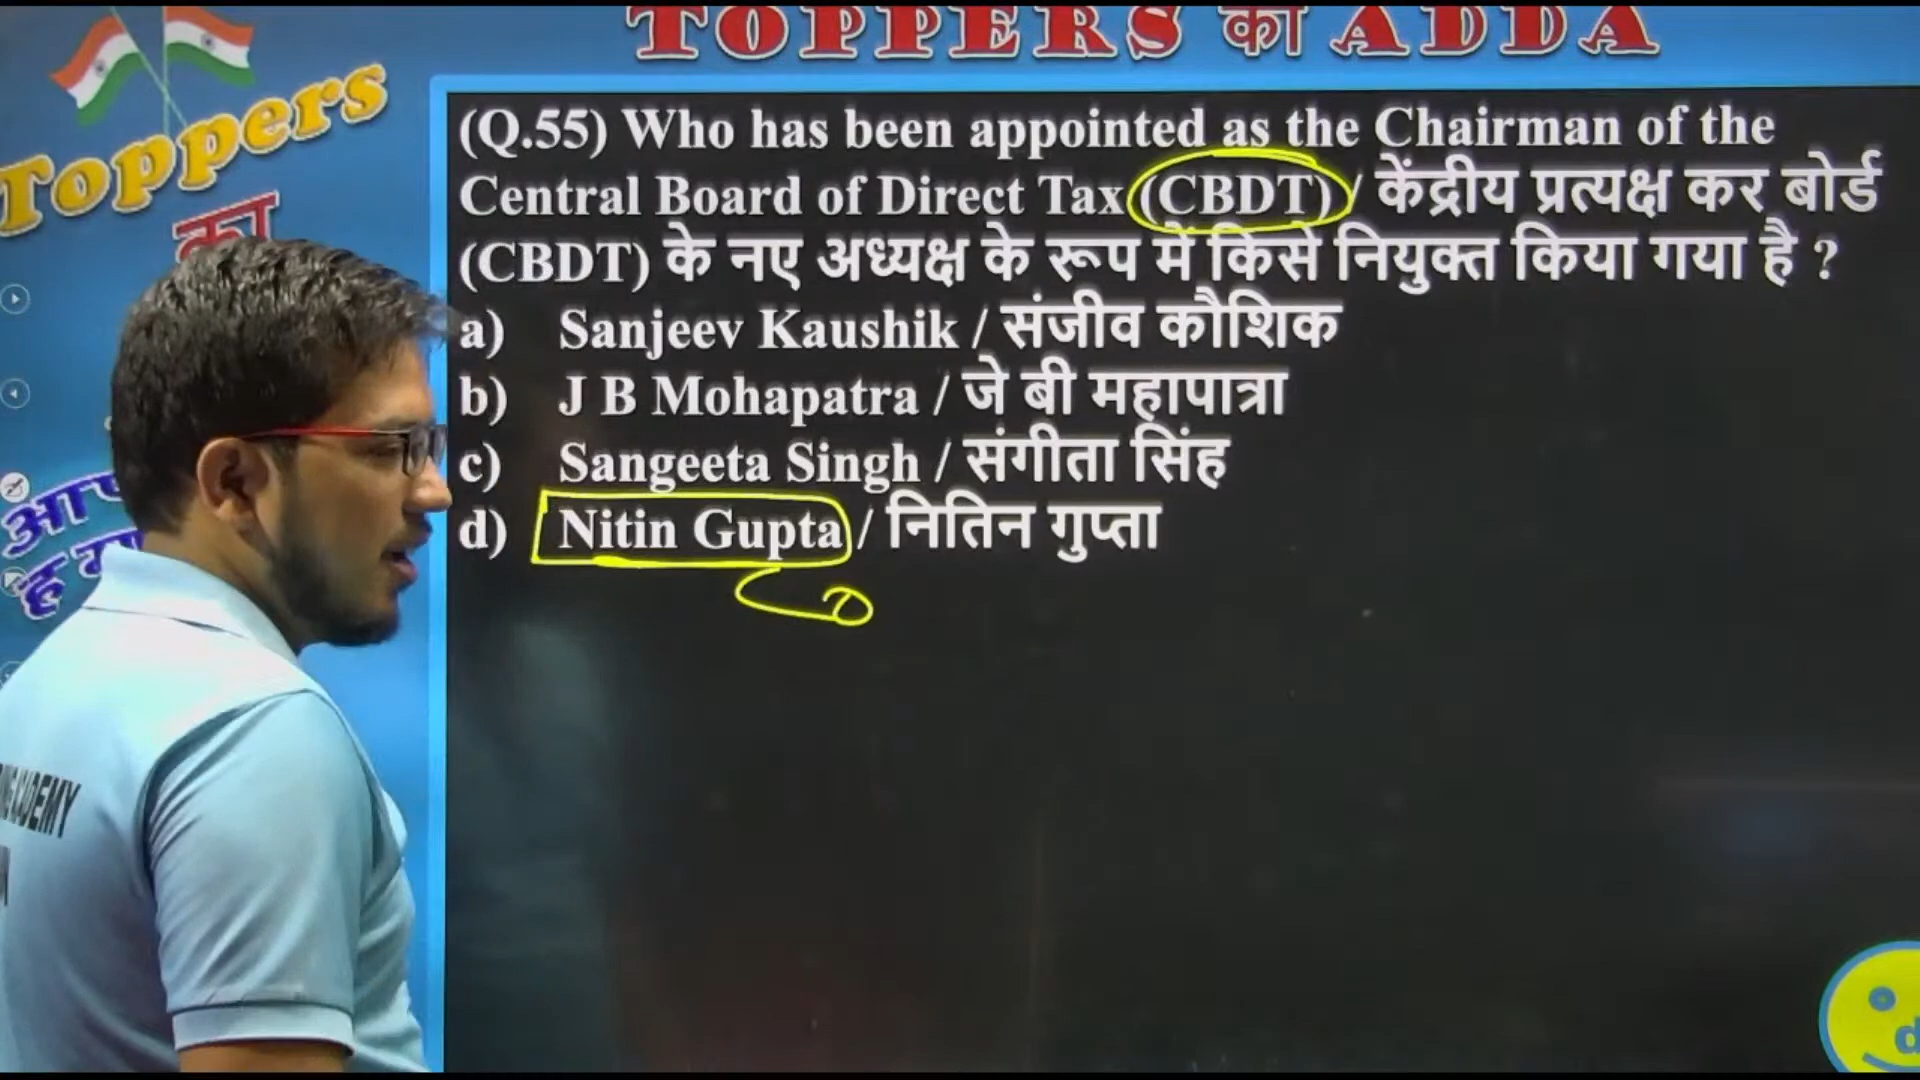 TOPPERS का ADDA
Toppers
का
(Q.55) Who has been appointed as the Chairman of the
Central Board of Direct Tax (CBDT) / केंद्रीय प्रत्यक्ष कर बोर्ड
(CBDT) के नए अध्यक्ष के रूप में किसे नियुक्त किया गया है ?
a) Sanjeev Kaushik / संजीव कौशिक
b) J B Mohapatra / जे बी महापात्रा
c) Sangeeta Singh / संगीता सिंह
d) Nitin Gupta / नितिन गुप्ता
d